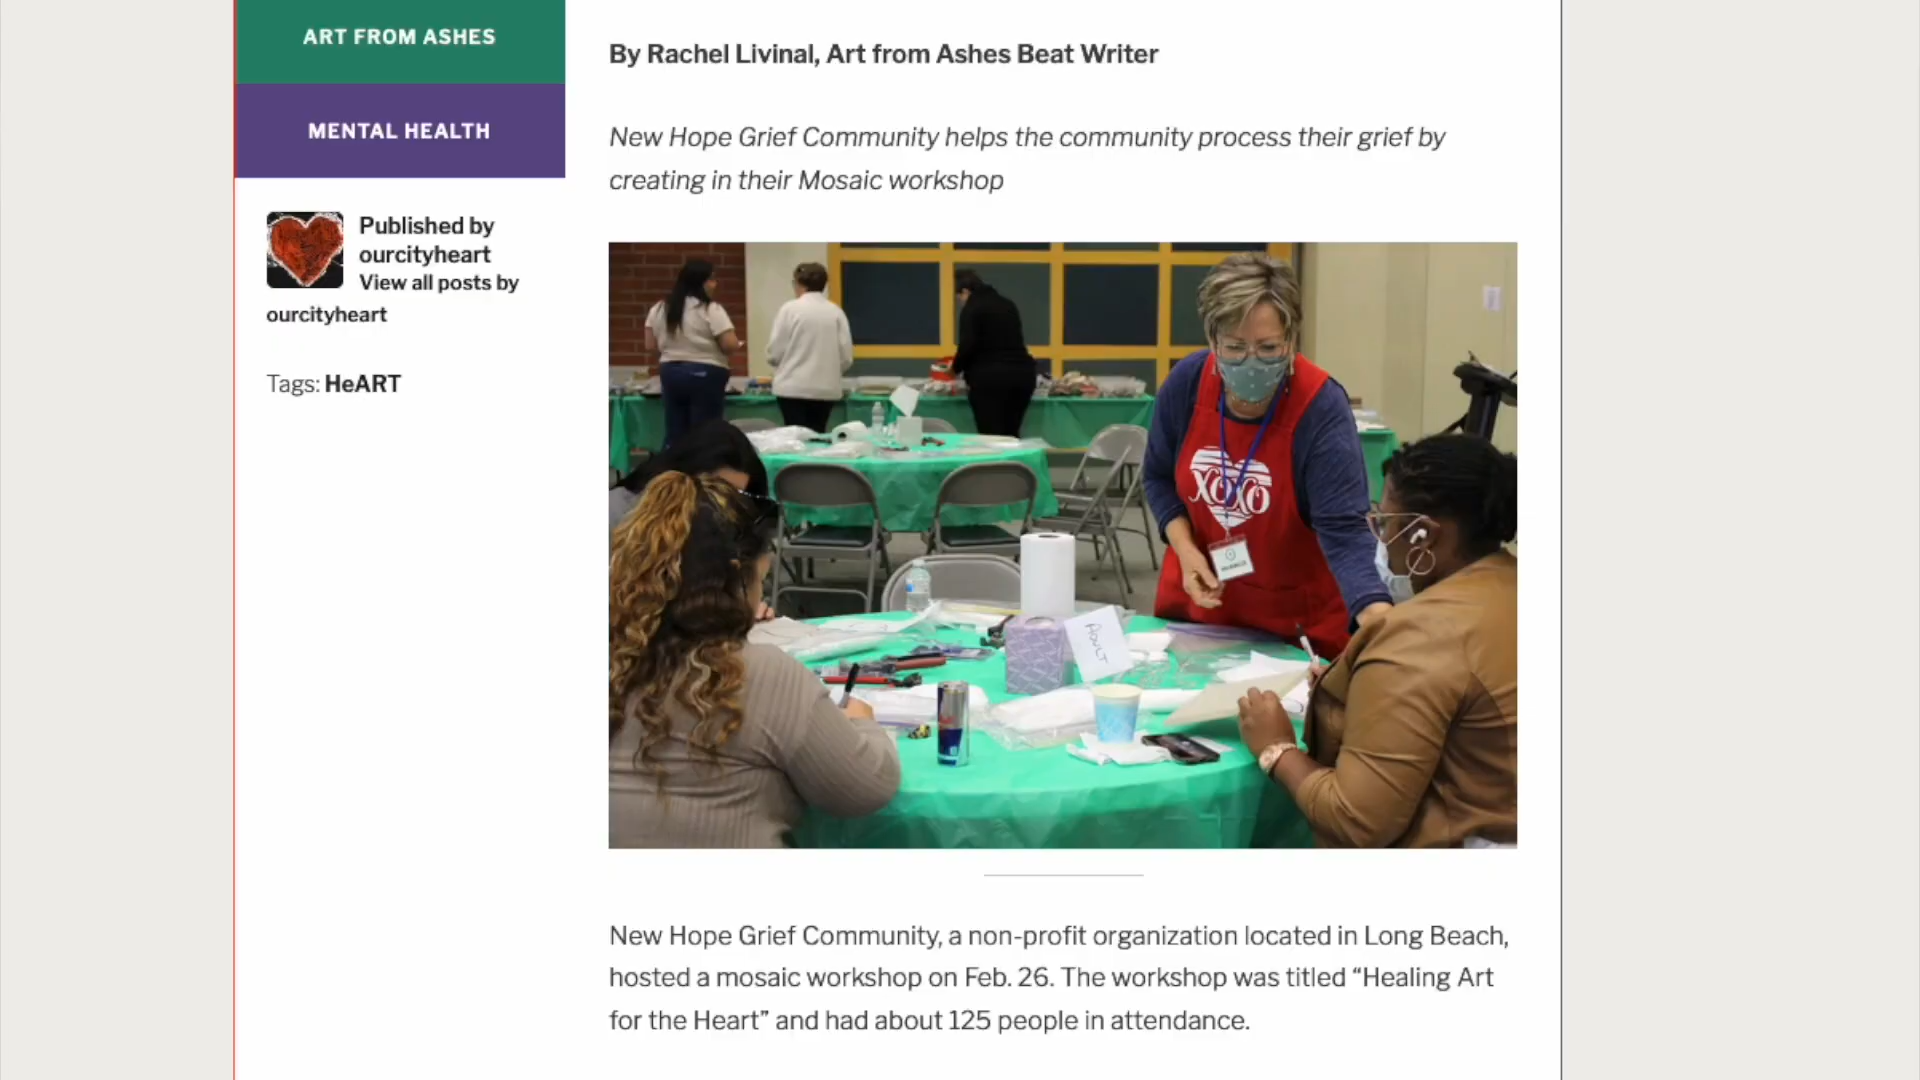 ART FROM ASHES
MENTAL HEALTH
Published by
ourcityheart
View all posts by
ourcityheart
Tags: HeART
By Rachel Livinal, Art from Ashes Beat Writer
New Hope Grief Community helps the community process their grief by
creating in their Mosaic workshop
XOXO
ADULT
New Hope Grief Community, a non-profit organization located in Long Beach,
hosted a mosaic workshop on Feb. 26. The workshop was titled “Healing Art
for the Heart” and had about 125 people in attendance.